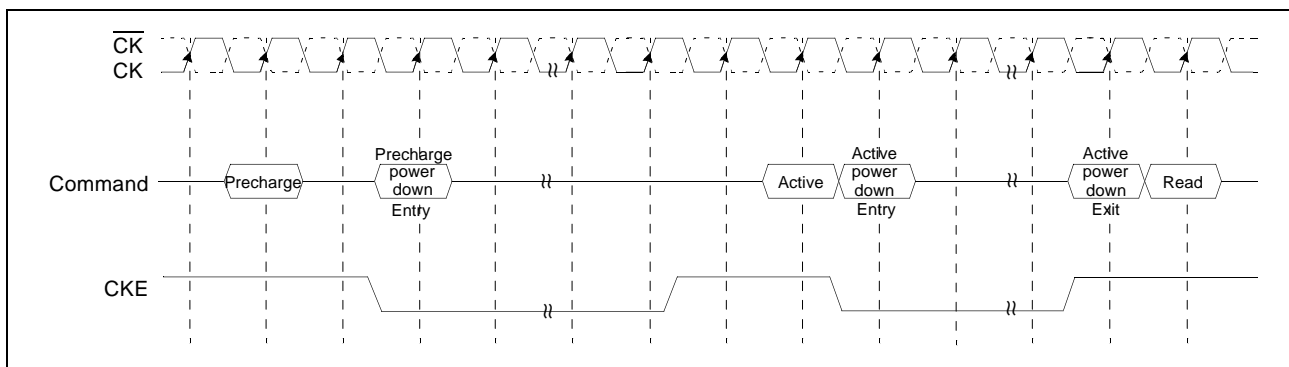 CK
CK
Command
Precharge
Precharge
power
down
Entry
Active
Active
power
down
Entry
Active
power
down
Exit
Read
CKE